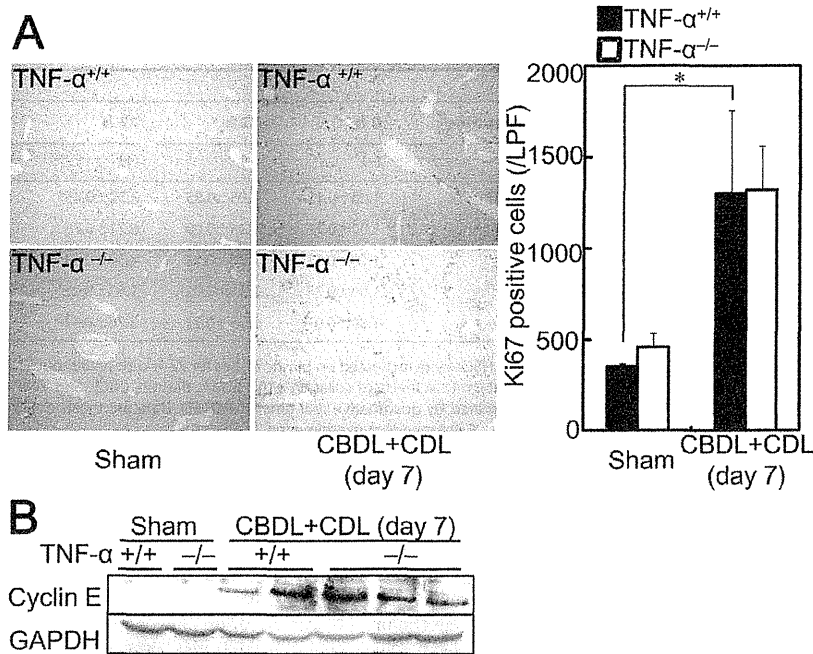 A
TNF-α+/+
TNF-α+/+
TNF-α−/−
TNF-α−/−
Sham
CBDL+CDL
(day 7)
TNF-α+/+
TNF-α−/−
Ki67 positive cells (/LPF)
2000
1500
1000
500
0
*
Sham
CBDL+CDL
(day 7)
B
Sham
CBDL+CDL (day 7)
TNF-α +/+ −/− +/+ −/−
Cyclin E
GAPDH